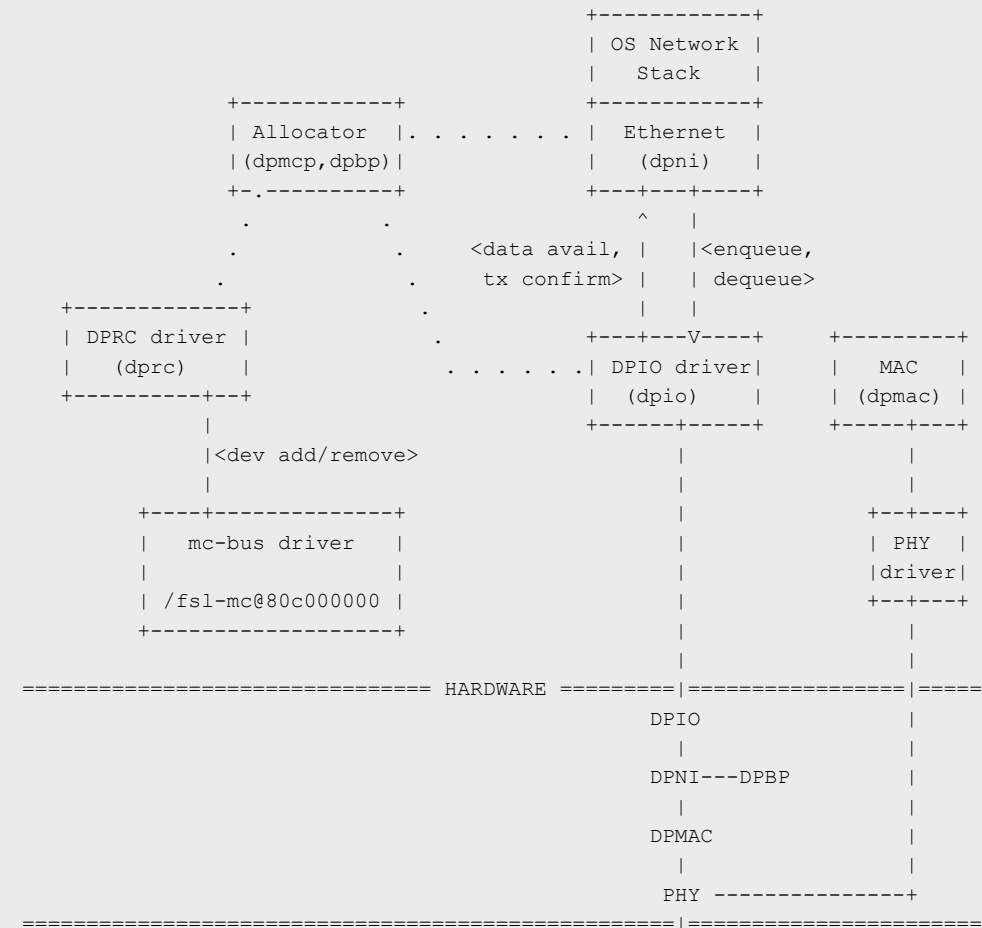 OS Network
Stack
Allocator . . . . . . . Ethernet
(dpmcp,dpbp) (dpni)
<data avail, <enqueue,
tx confirm> dequeue>
DPRC driver DPIO driver MAC
(dprc) (dpio) (dpmac)
<dev add/remove>
mc-bus driver PHY
driver
/fsl-mc@80c000000
HARDWARE
DPIO
DPNI---DPBP
DPMAC
PHY